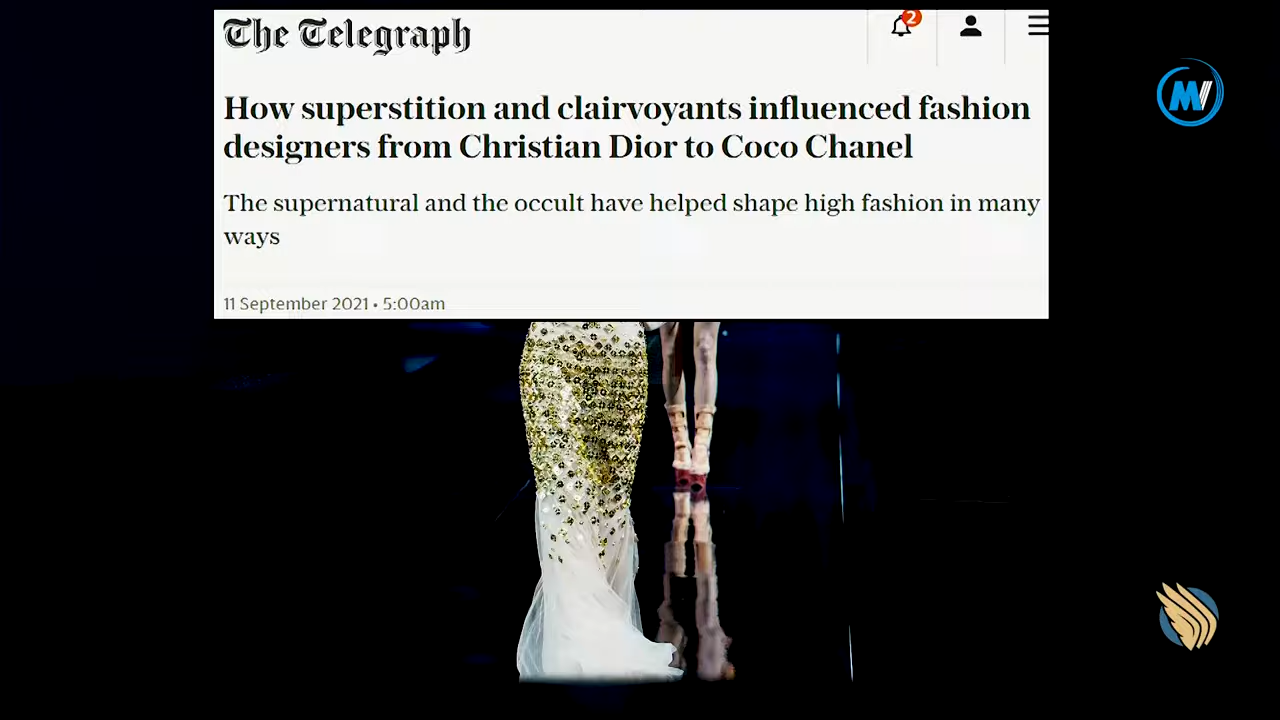 The Telegraph
2
How superstition and clairvoyants influenced fashion
designers from Christian Dior to Coco Chanel
The supernatural and the occult have helped shape high fashion in many
ways
11 September 2021 • 5:00am
MV